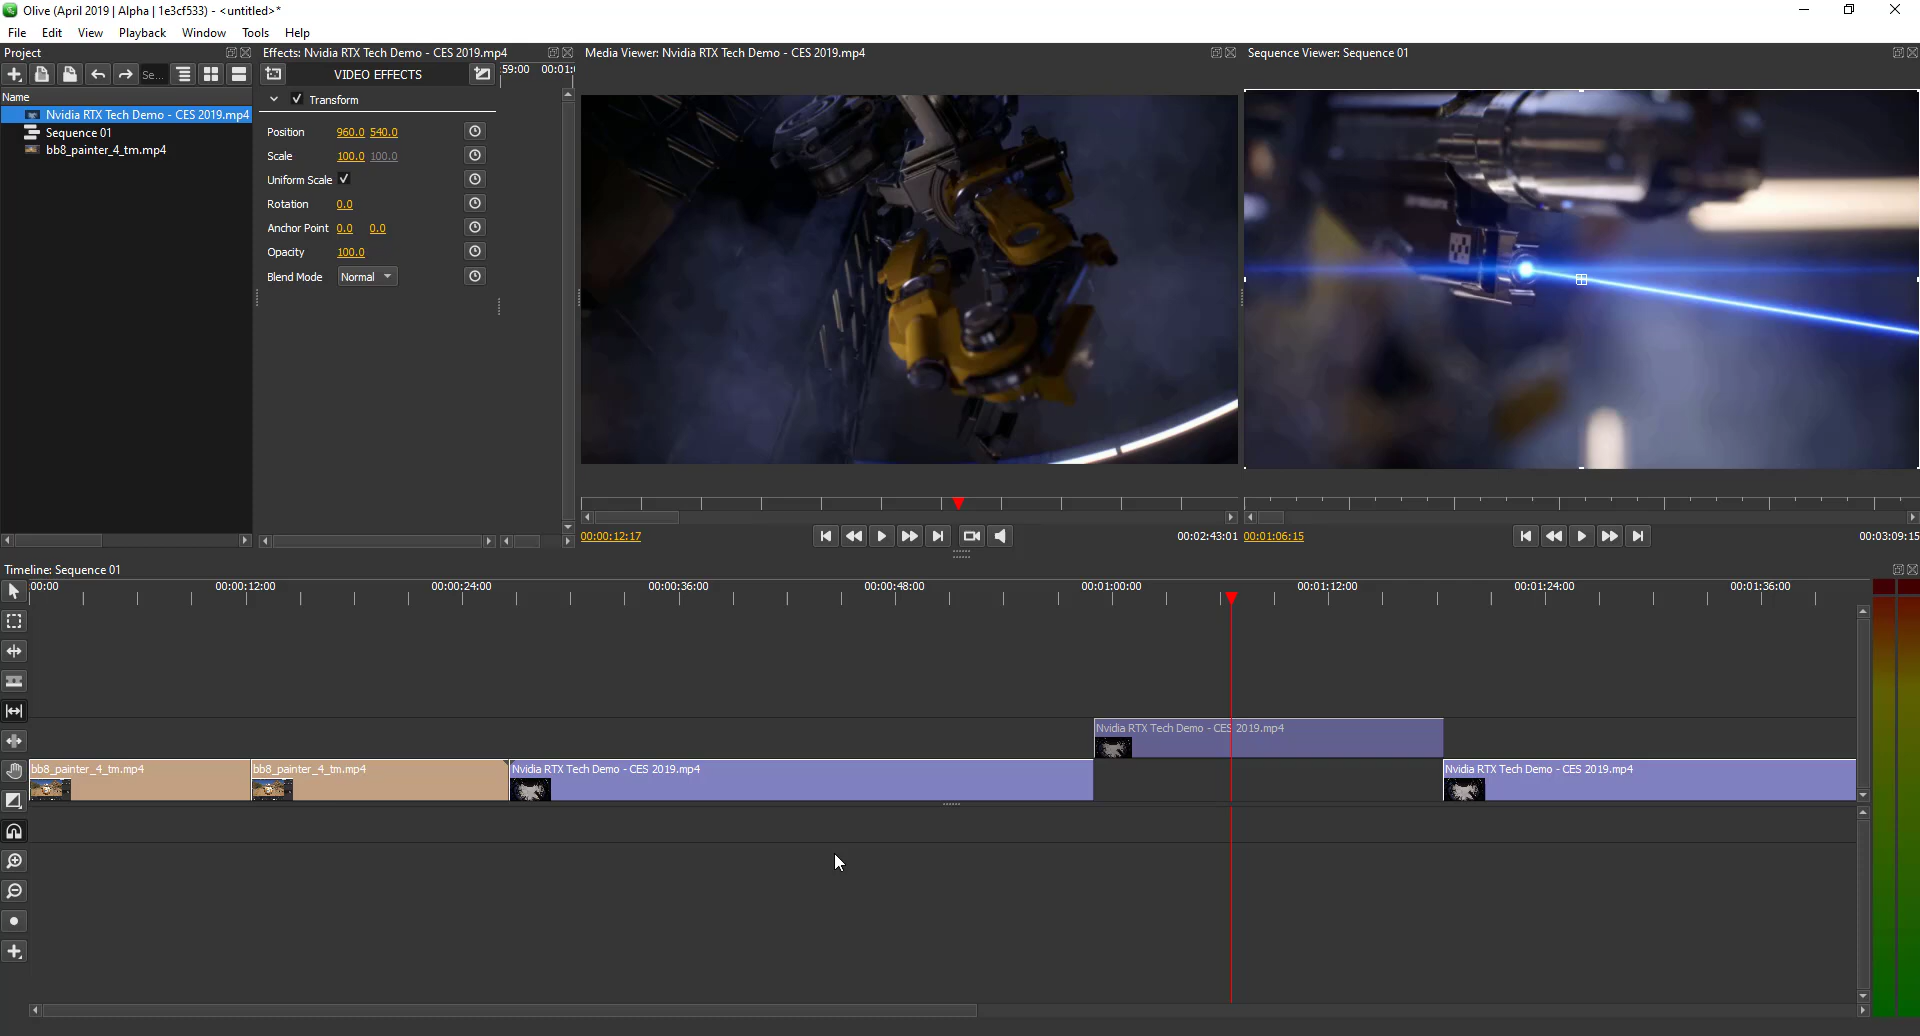 Olive (April 2019 | Alpha | 1e3cf533) - <untitled>*
File Edit View Playback Window Tools Help
Project
Effects: Nvidia RTX Tech Demo - CES 2019.mp4
Media Viewer: Nvidia RTX Tech Demo - CES 2019.mp4
Sequence Viewer: Sequence 01
Se...
VIDEO EFFECTS
:59:00 00:01:
Name
Nvidia RTX Tech Demo - CES 2019.mp4
Sequence 01
bb8_painter_4_tm.mp4
Transform
Position 960.0 540.0
Scale 100.0 100.0
Uniform Scale
Rotation 0.0
Anchor Point 0.0 0.0
Opacity 100.0
Blend Mode Normal
00:00:12:17
00:02:43:01
00:01:06:15
00:03:09:15
Timeline: Sequence 01
00:00 00:00:12:00 00:00:24:00 00:00:36:00 00:00:48:00 00:01:00:00 00:01:12:00 00:01:24:00 00:01:36:00
Nvidia RTX Tech Demo - CES 2019.mp4
bb8_painter_4_tm.mp4
bb8_painter_4_tm.mp4
Nvidia RTX Tech Demo - CES 2019.mp4
Nvidia RTX Tech Demo - CES 2019.mp4